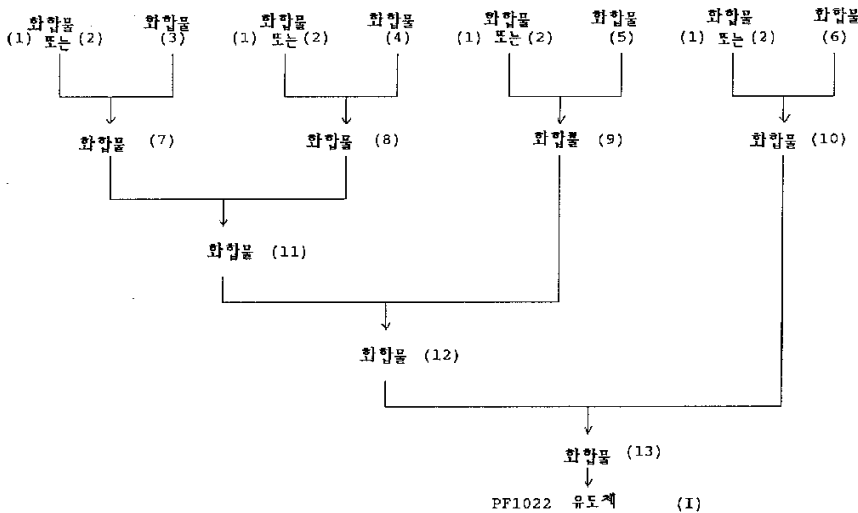 화합물 화합물 화합물 화합물 화합물 화합물 화합물 화합물
(1) 또는 (2) (3) (1) 또는 (2) (4) (1) 또는 (2) (5) (1) 또는 (2) (6)
화합물 (7) 화합물 (8) 화합물 (9) 화합물 (10)
화합물 (11)
화합물 (12)
화합물 (13)
PF1022 유도체 (I)